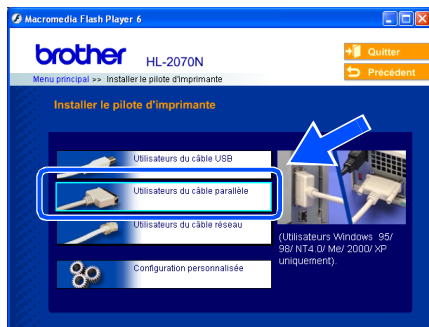 Macromedia Flash Player 6
brother
HL-2070N
Quitter
Précédent
Menu principal >> Installer le pilote d'imprimante
Installer le pilote d'imprimante
Utilisateurs du câble USB
Utilisateurs du câble parallèle
Utilisateurs du câble réseau
Configuration personnalisée
(Utilisateurs Windows 95/
98/ NT4.0/ Me/ 2000/ XP
uniquement).